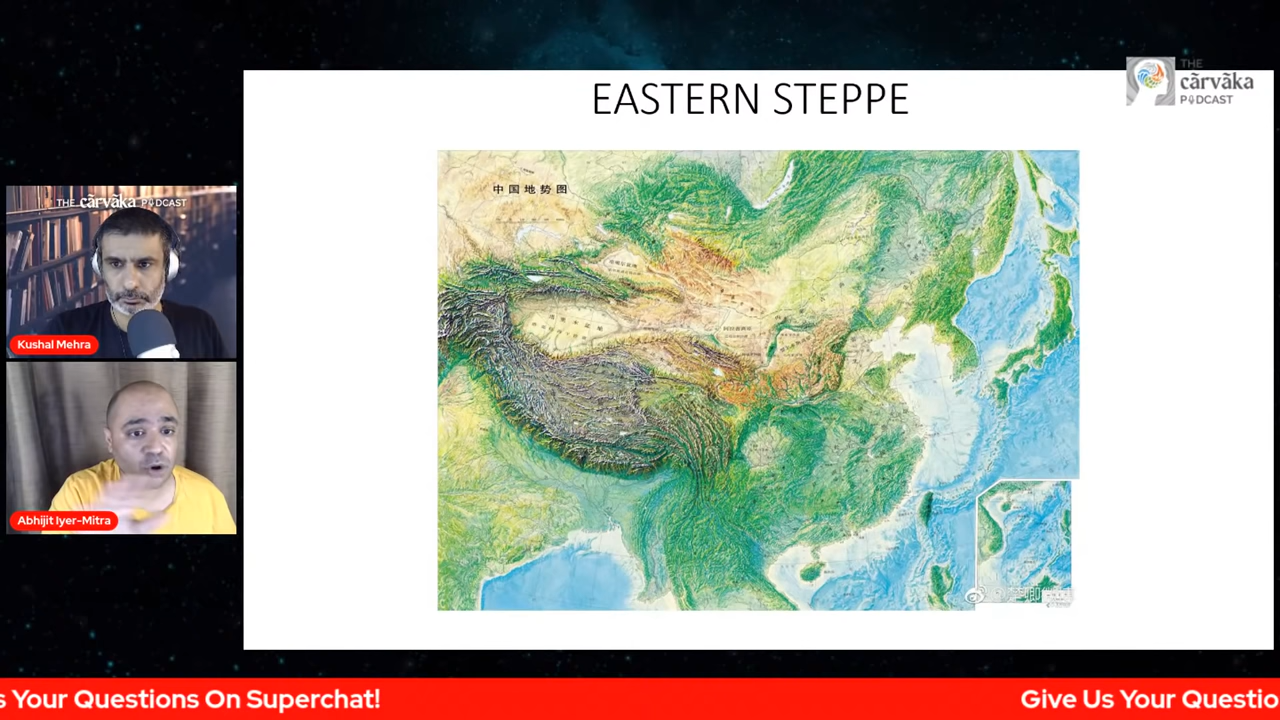 EASTERN STEPPE
THE
cārvāka
PODCAST
中国地势图
THE cārvāka PODCAST
Kushal Mehra
Abhijit Iyer-Mitra
s Your Questions On Superchat!
Give Us Your Questio